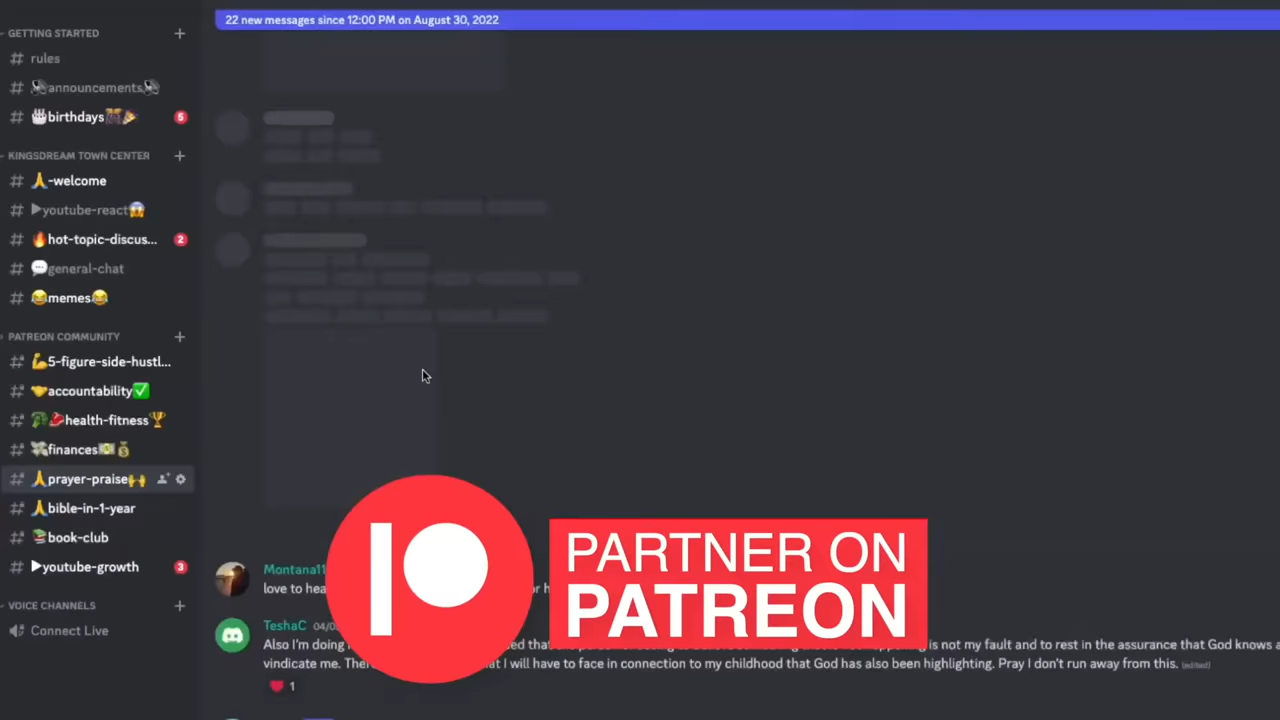 22 new messages since 12:00 PM on August 30, 2022
GETTING STARTED
rules
announcements
birthdays
5
KINGSDREAM TOWN CENTER
-welcome
youtube-react
hot-topic-discus...
2
general-chat
memes
PATREON COMMUNITY
5-figure-side-hustl...
accountability
health-fitness
finances
prayer-praise
bible-in-1-year
book-club
youtube-growth
3
VOICE CHANNELS
Connect Live
PARTNER ON
PATREON
Montana11
love to hea
TeshaC 04/0
Also I'm doing is not my fault and to rest in the assurance that God knows
vindicate me. There I will have to face in connection to my childhood that God has also been highlighting. Pray I don't run away from this. (edited)
1